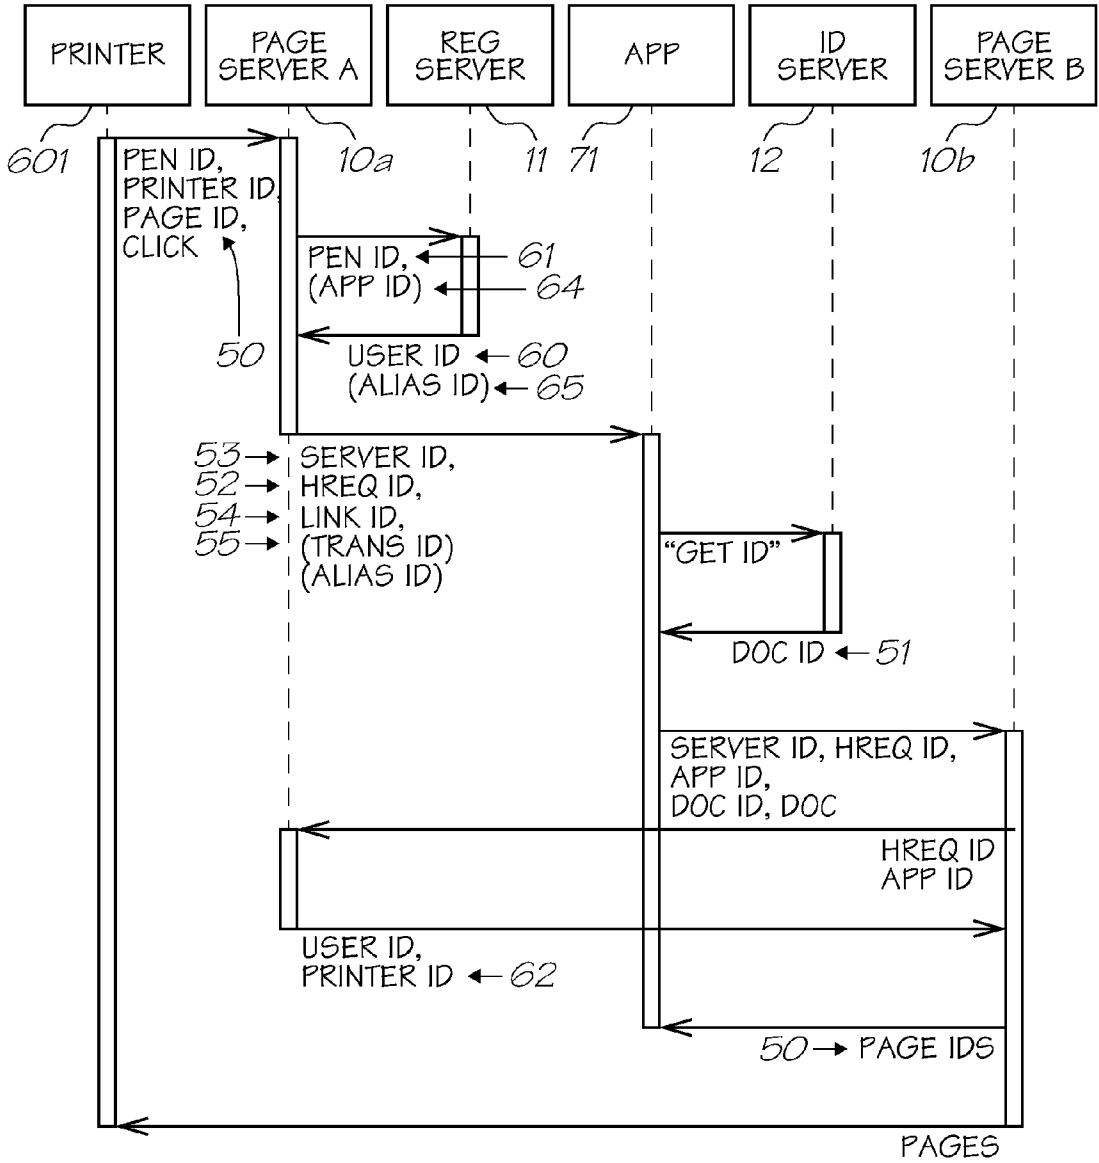 PRINTER
PAGE
SERVER A
REG
SERVER
APP
ID
SERVER
PAGE
SERVER B
601
10a
11
71
12
10b
PEN ID,
PRINTER ID,
PAGE ID,
CLICK
50
PEN ID,
61
(APP ID)
64
USER ID
60
(ALIAS ID)
65
53
SERVER ID,
52
HREQ ID,
54
LINK ID,
55
(TRANS ID)
(ALIAS ID)
“GET ID”
DOC ID
51
SERVER ID, HREQ ID,
APP ID,
DOC ID, DOC
HREQ ID
APP ID
USER ID,
PRINTER ID
62
50
PAGE IDS
PAGES